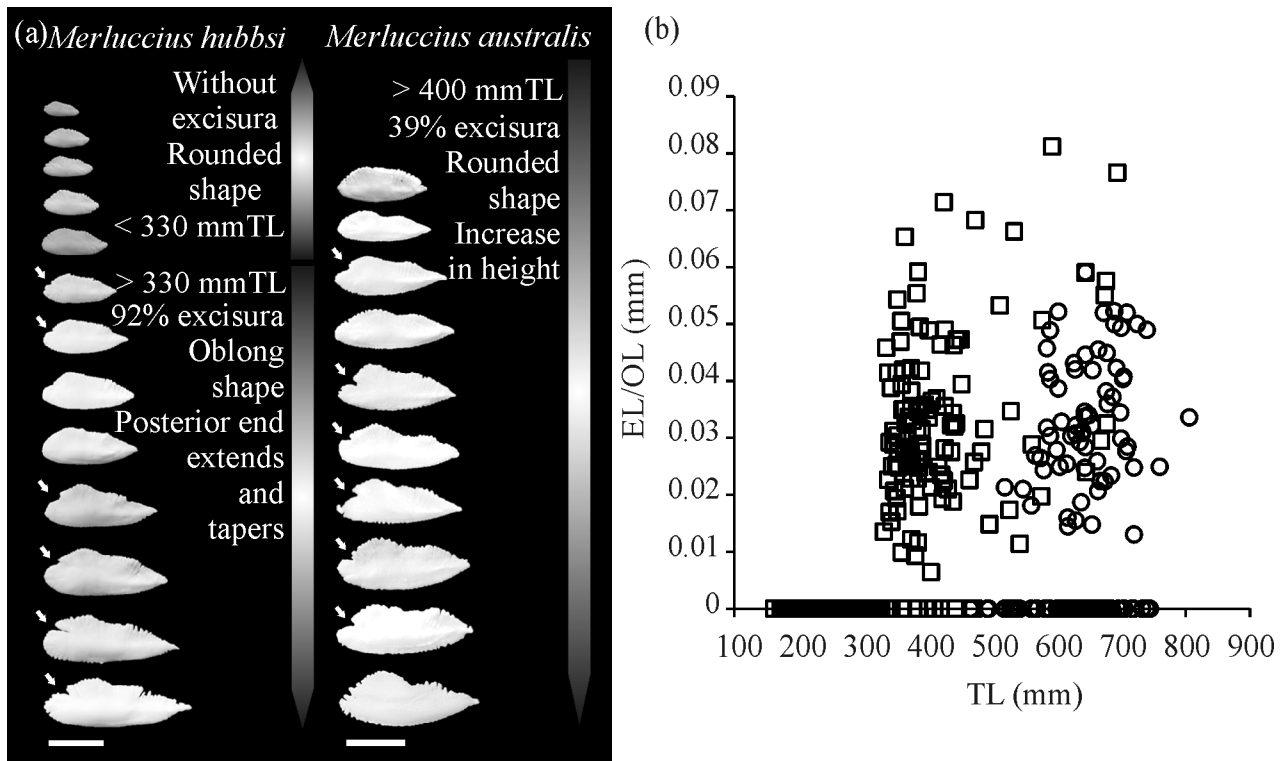 (a) Merluccius hubbsi
Without
excisura
Rounded
shape
< 330 mmTL
> 330 mmTL
92% excisura
Oblong
shape
Posterior end
extends
and
tapers
Merluccius australis
> 400 mmTL
39% excisura
Rounded
shape
Increase
in height
(b)
EL/OL (mm)
0.09
0.08
0.07
0.06
0.05
0.04
0.03
0.02
0.01
0
100 200 300 400 500 600 700 800 900
TL (mm)